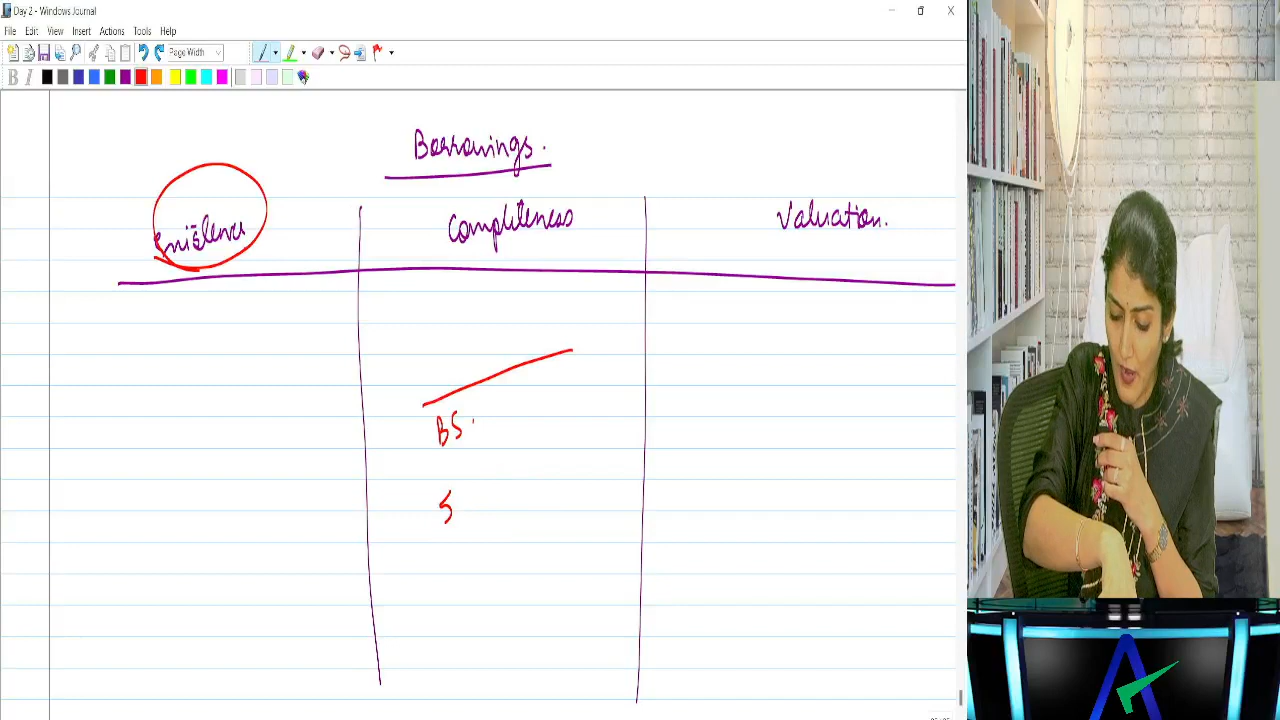 Day 2 - Windows Journal
File Edit View Insert Actions Tools Help
Page Width
B I
Borrowings.
Existence Completeness Valuation.
BS.
S